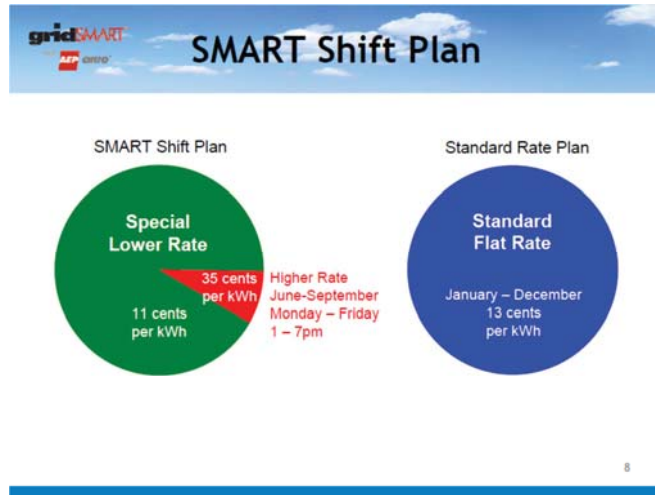 gridSMART
AEP OHIO
SMART Shift Plan
SMART Shift Plan
Special
Lower Rate
35 cents
per kWh
11 cents
per kWh
Higher Rate
June-September
Monday – Friday
1 – 7pm
Standard Rate Plan
Standard
Flat Rate
January – December
13 cents
per kWh
8